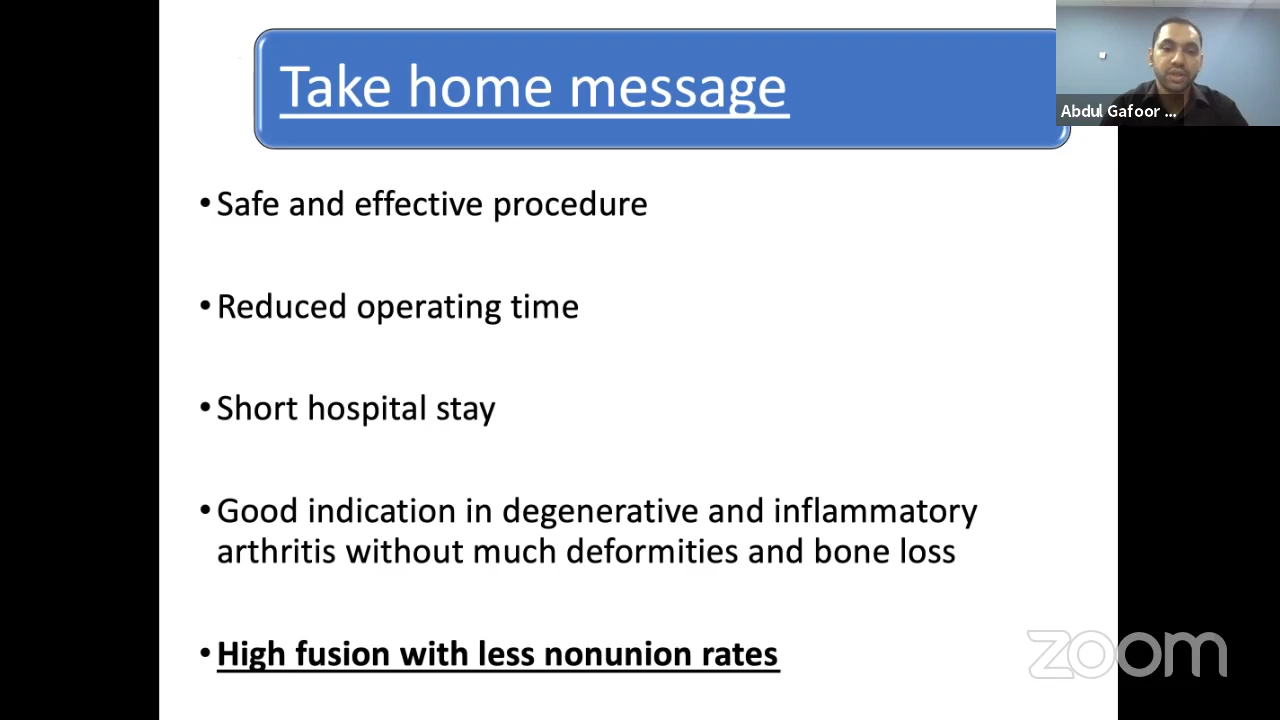 Take home message
Abdul Gafoor ...
• Safe and effective procedure
• Reduced operating time
• Short hospital stay
• Good indication in degenerative and inflammatory
arthritis without much deformities and bone loss
• High fusion with less nonunion rates
zoom